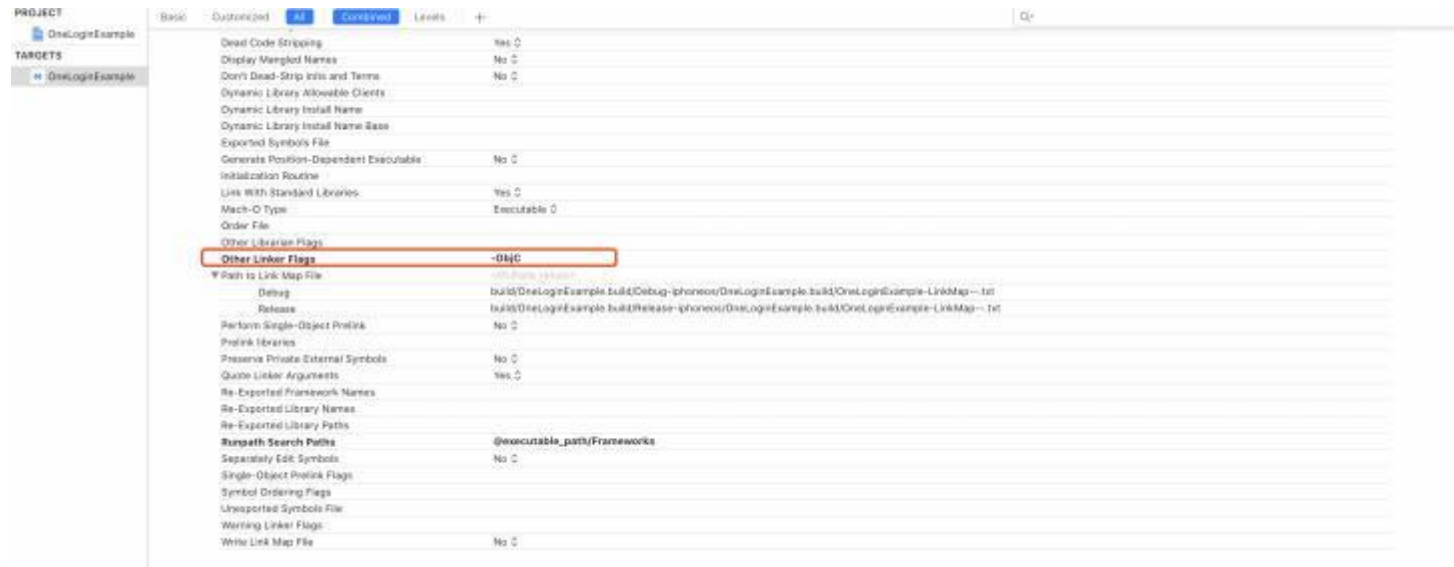 PROJECT
OneLoginExample
TARGETS
OneLoginExample
Basic Customized All Combined Levels +
Dead Code Stripping Yes
Display Mangled Names No
Don't Dead-Strip Inits and Terms No
Dynamic Library Allowable Clients
Dynamic Library Install Name
Dynamic Library Install Name Base
Exported Symbols File
Generate Position-Dependent Executable No
Initialization Routine
Link With Standard Libraries Yes
Mach-O Type Executable
Order File
Other Librarian Flags
Other Linker Flags -ObjC
Path to Link Map File
Debug build/OneLoginExample.build/Debug-iphoneos/OneLoginExample.build/OneLoginExample-LinkMap--.txt
Release build/OneLoginExample.build/Release-iphoneos/OneLoginExample.build/OneLoginExample-LinkMap--.txt
Perform Single-Object Prelink No
Prelink libraries
Preserve Private External Symbols No
Quote Linker Arguments Yes
Re-Exported Framework Names
Re-Exported Library Names
Re-Exported Library Paths
Runpath Search Paths @executable_path/Frameworks
Separately Edit Symbols No
Single-Object Prelink Flags
Symbol Ordering Flags
Unexported Symbols File
Warning Linker Flags
Write Link Map File No